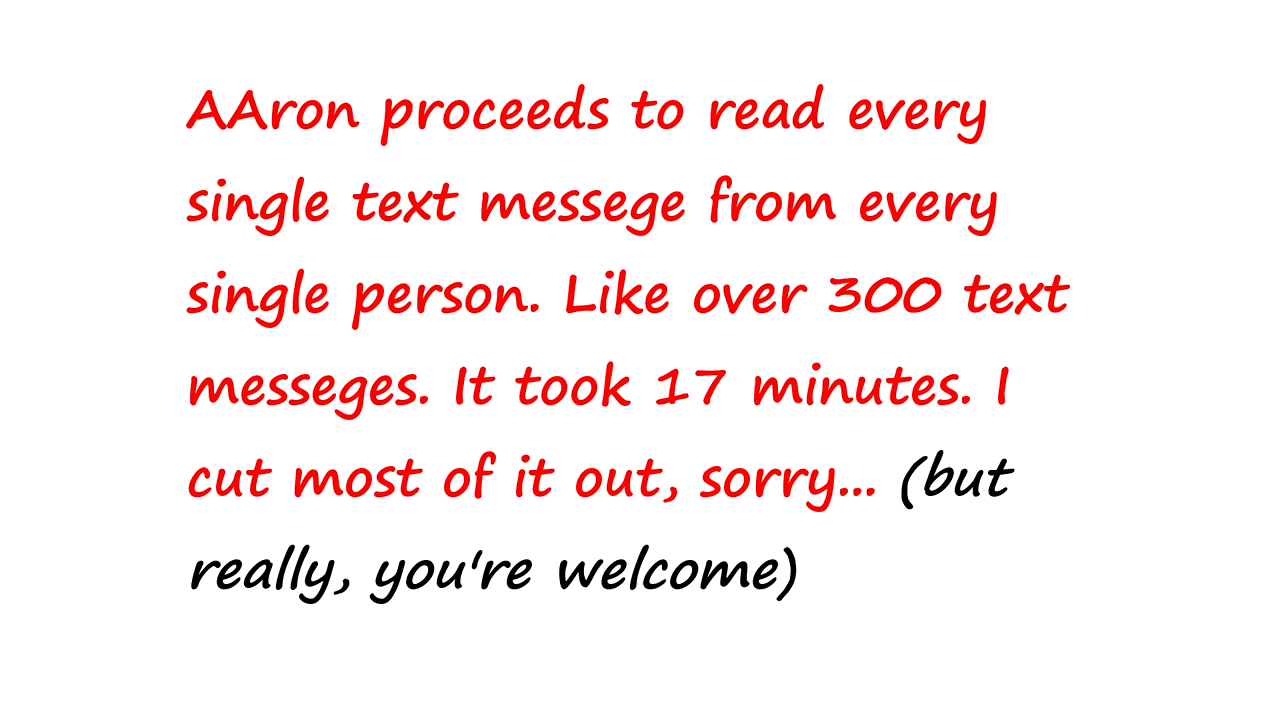 AAron proceeds to read every
single text messege from every
single person. Like over 300 text
messeges. It took 17 minutes. I
cut most of it out, sorry... (but
really, you're welcome)